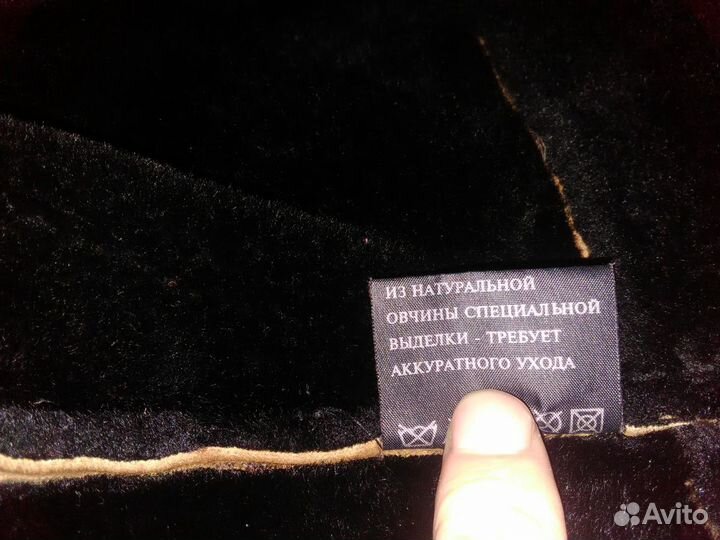 ИЗ НАТУРАЛЬНОЙ
ОВЧИНЫ СПЕЦИАЛЬНОЙ
ВЫДЕЛКИ - ТРЕБУЕТ
АККУРАТНОГО УХОДА
Avito